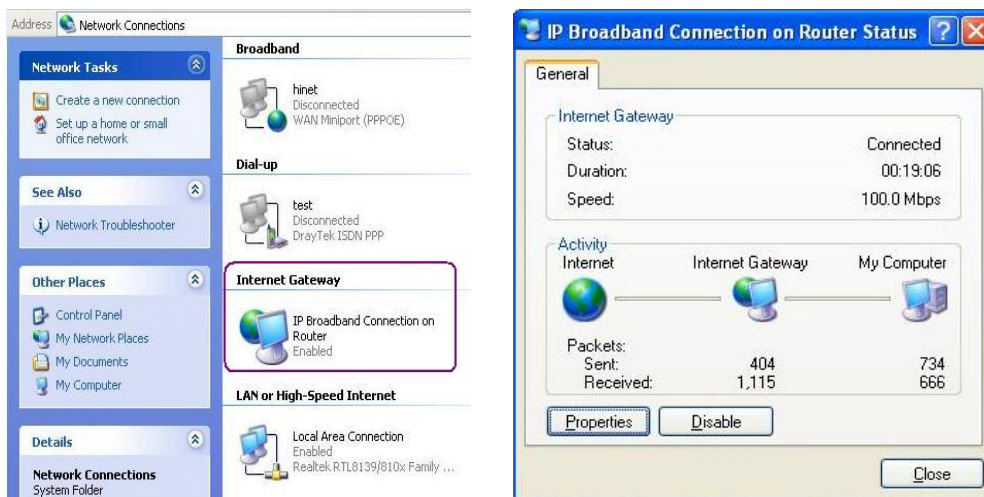 Address Network Connections
Network Tasks
Create a new connection
Set up a home or small
office network
See Also
Network Troubleshooter
Other Places
Control Panel
My Network Places
My Documents
My Computer
Details
Network Connections
System Folder
Broadband
hinet
Disconnected
WAN Miniport (PPPOE)
Dial-up
test
Disconnected
DrayTek ISDN PPP
Internet Gateway
IP Broadband Connection on
Router
Enabled
LAN or High-Speed Internet
Local Area Connection
Enabled
Realtek RTL8139/810x Family ...
IP Broadband Connection on Router Status
General
Internet Gateway
Status: Connected
Duration: 00:19:06
Speed: 100.0 Mbps
Activity
Internet Internet Gateway My Computer
Packets:
Sent: 404 734
Received: 1,115 666
Properties Disable
Close